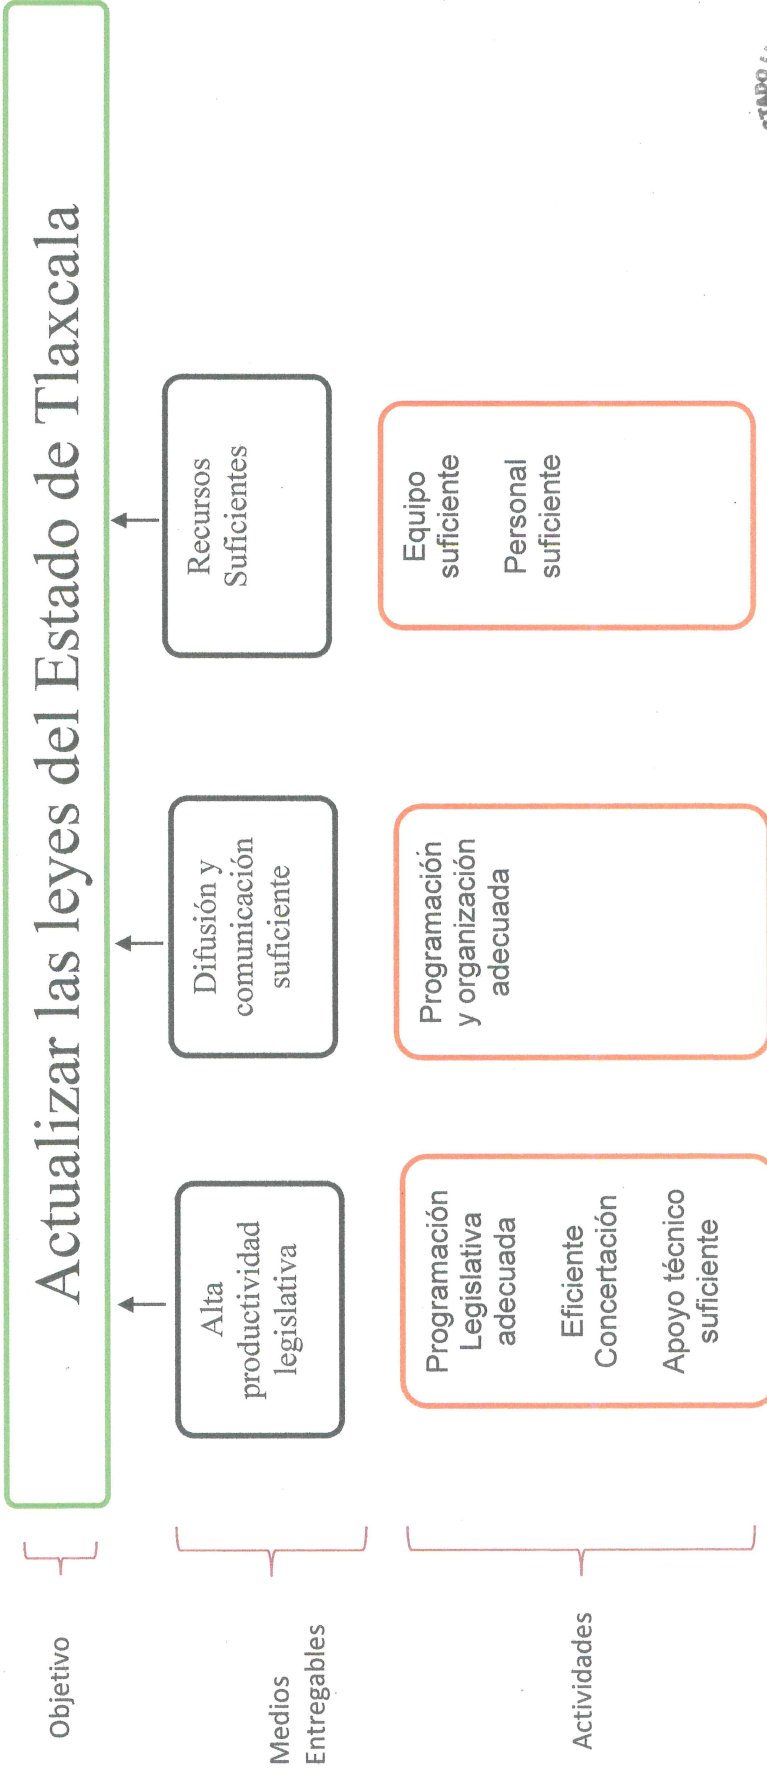 Objetivo
Actualizar las leyes del Estado de Tlaxcala
Medios
Entregables
Alta
productividad
legislativa
Difusión y
comunicación
suficiente
Recursos
Suficientes
Actividades
Programación
Legislativa
adecuada
Eficiente
Concertación
Apoyo técnico
suficiente
Programación
y organización
adecuada
Equipo
suficiente
Personal
suficiente